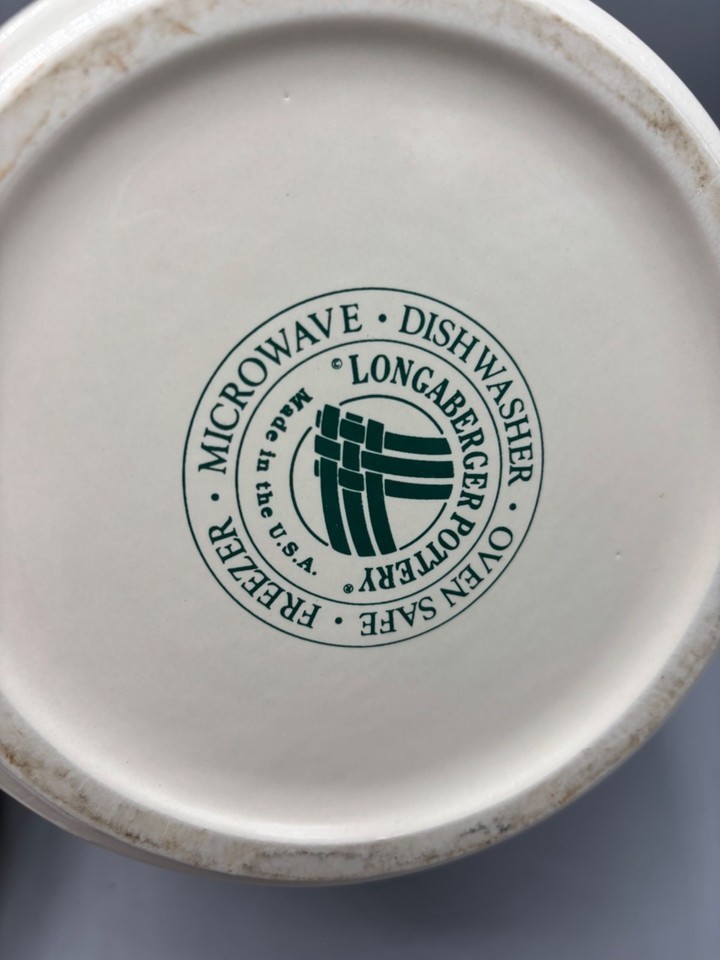 MICROWAVE · DISHWASHER · OVEN SAFE · FREEZER ·
© LONGABERGER POTTERY ®
Made in the U.S.A.